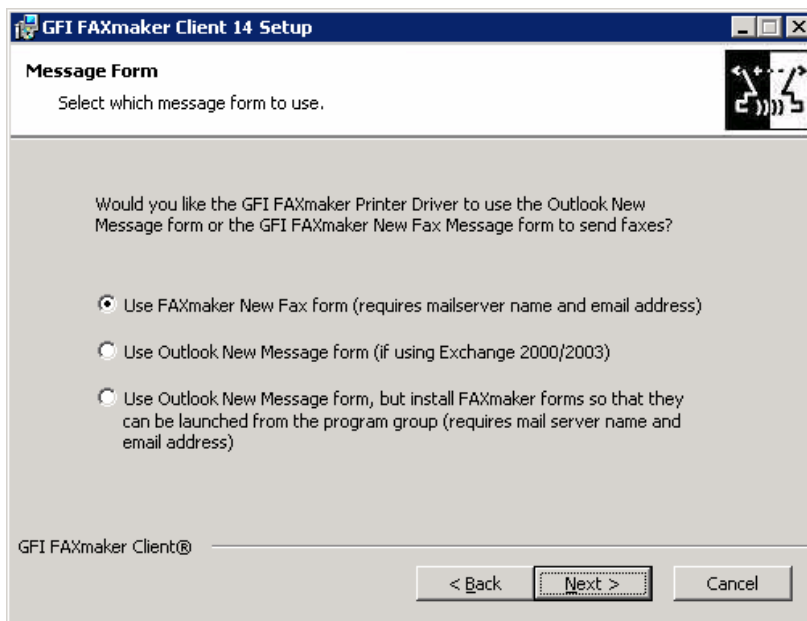 GFI FAXmaker Client 14 Setup
Message Form
Select which message form to use.
Would you like the GFI FAXmaker Printer Driver to use the Outlook New
Message form or the GFI FAXmaker New Fax Message form to send faxes?
Use FAXmaker New Fax form (requires mailserver name and email address)
Use Outlook New Message form (if using Exchange 2000/2003)
Use Outlook New Message form, but install FAXmaker forms so that they
can be launched from the program group (requires mail server name and
email address)
GFI FAXmaker Client®
< Back Next > Cancel